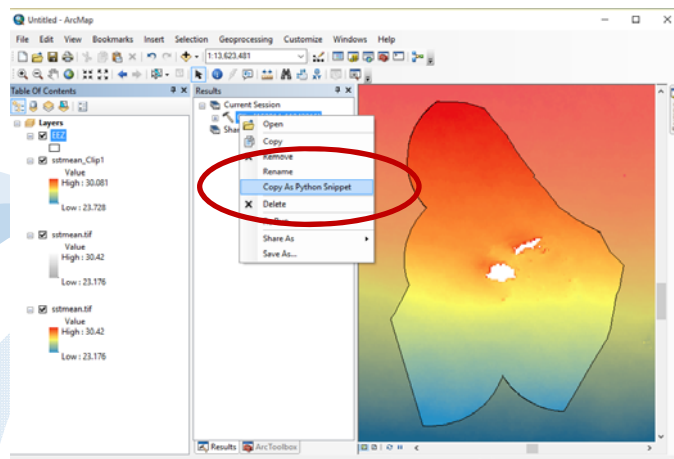 Untitled - ArcMap
File Edit View Bookmarks Insert Selection Geoprocessing Customize Windows Help
1:13,623,481
Table Of Contents
Layers
EEZ
sstmean_Clip1
Value
High : 30.081
Low : 23.728
sstmean.tif
Value
High : 30.42
Low : 23.176
sstmean.tif
Value
High : 30.42
Low : 23.176
Results
Current Session
Open
Copy
Remove
Rename
Copy As Python Snippet
Delete
Share As
Save As...
Results ArcToolbox